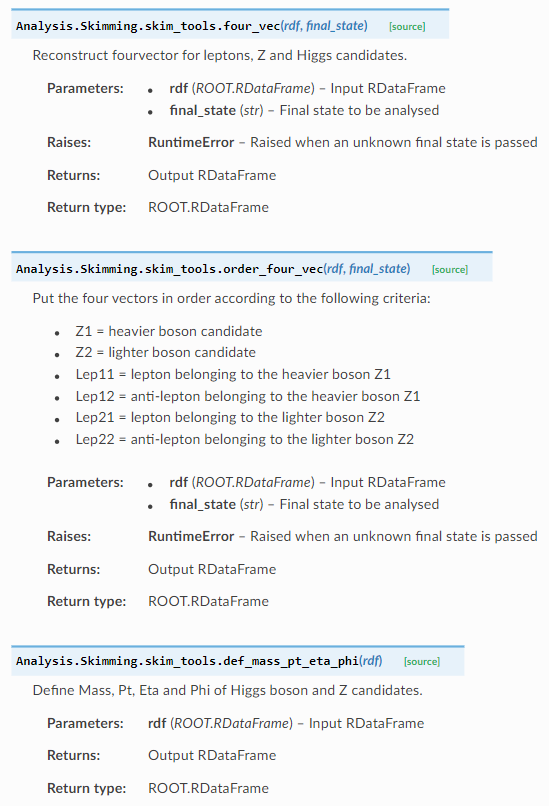 Analysis.Skimming.skim_tools.four_vec(rdf, final_state) [source]
Reconstruct fourvector for leptons, Z and Higgs candidates.
Parameters: • rdf (ROOT.RDataFrame) – Input RDataFrame
• final_state (str) – Final state to be analysed
Raises: RuntimeError – Raised when an unknown final state is passed
Returns: Output RDataFrame
Return type: ROOT.RDataFrame
Analysis.Skimming.skim_tools.order_four_vec(rdf, final_state) [source]
Put the four vectors in order according to the following criteria:
• Z1 = heavier boson candidate
• Z2 = lighter boson candidate
• Lep11 = lepton belonging to the heavier boson Z1
• Lep12 = anti-lepton belonging to the heavier boson Z1
• Lep21 = lepton belonging to the lighter boson Z2
• Lep22 = anti-lepton belonging to the lighter boson Z2
Parameters: • rdf (ROOT.RDataFrame) – Input RDataFrame
• final_state (str) – Final state to be analysed
Raises: RuntimeError – Raised when an unknown final state is passed
Returns: Output RDataFrame
Return type: ROOT.RDataFrame
Analysis.Skimming.skim_tools.def_mass_pt_eta_phi(rdf) [source]
Define Mass, Pt, Eta and Phi of Higgs boson and Z candidates.
Parameters: rdf (ROOT.RDataFrame) – Input RDataFrame
Returns: Output RDataFrame
Return type: ROOT.RDataFrame